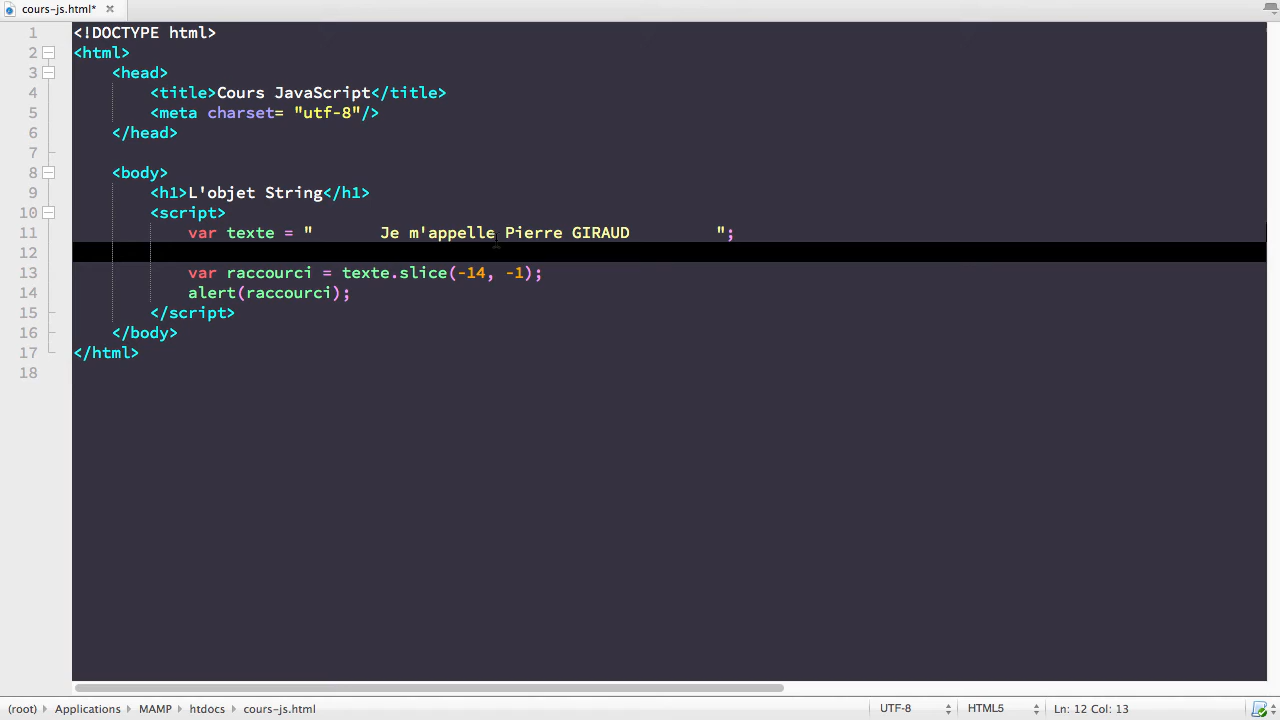 cours-js.html*
1 <!DOCTYPE html>
2 <html>
3     <head>
4         <title>Cours JavaScript</title>
5         <meta charset= "utf-8"/>
6     </head>
7
8     <body>
9         <h1>L'objet String</h1>
10         <script>
11             var texte = "       Je m'appelle Pierre GIRAUD         ";
12
13             var raccourci = texte.slice(-14, -1);
14             alert(raccourci);
15         </script>
16     </body>
17 </html>
18
(root) Applications MAMP htdocs cours-js.html UTF-8 HTML5 Ln: 12 Col: 13